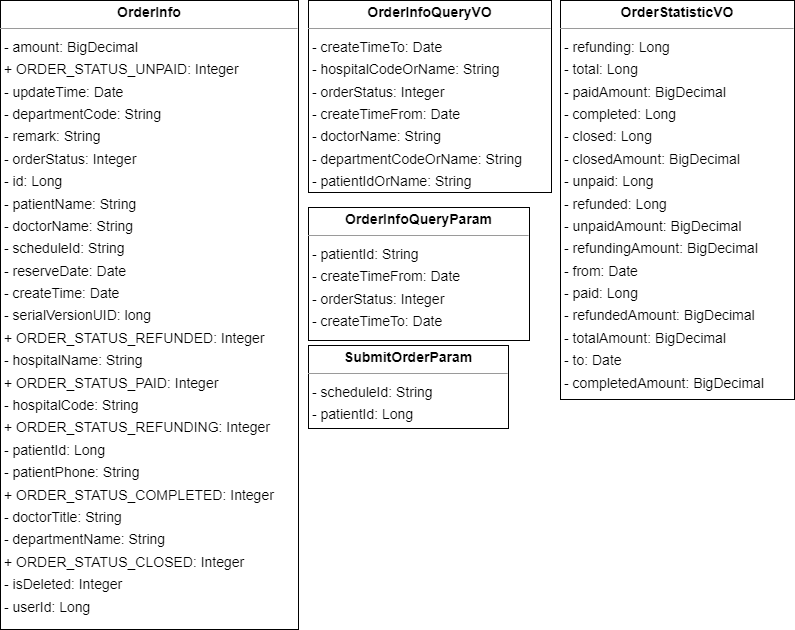 OrderInfo
- amount: BigDecimal
+ ORDER_STATUS_UNPAID: Integer
- updateTime: Date
- departmentCode: String
- remark: String
- orderStatus: Integer
- id: Long
- patientName: String
- doctorName: String
- scheduleId: String
- reserveDate: Date
- createTime: Date
- serialVersionUID: long
+ ORDER_STATUS_REFUNDED: Integer
- hospitalName: String
+ ORDER_STATUS_PAID: Integer
- hospitalCode: String
+ ORDER_STATUS_REFUNDING: Integer
- patientId: Long
- patientPhone: String
+ ORDER_STATUS_COMPLETED: Integer
- doctorTitle: String
- departmentName: String
+ ORDER_STATUS_CLOSED: Integer
- isDeleted: Integer
- userId: Long
OrderInfoQueryVO
- createTimeTo: Date
- hospitalCodeOrName: String
- orderStatus: Integer
- createTimeFrom: Date
- doctorName: String
- departmentCodeOrName: String
- patientIdOrName: String
OrderInfoQueryParam
- patientId: String
- createTimeFrom: Date
- orderStatus: Integer
- createTimeTo: Date
SubmitOrderParam
- scheduleId: String
- patientId: Long
OrderStatisticVO
- refunding: Long
- total: Long
- paidAmount: BigDecimal
- completed: Long
- closed: Long
- closedAmount: BigDecimal
- unpaid: Long
- refunded: Long
- unpaidAmount: BigDecimal
- refundingAmount: BigDecimal
- from: Date
- paid: Long
- refundedAmount: BigDecimal
- totalAmount: BigDecimal
- to: Date
- completedAmount: BigDecimal